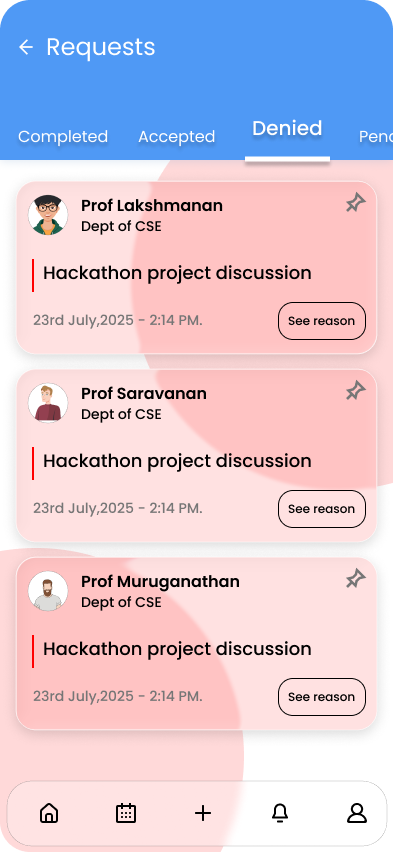 Requests
Completed Accepted Denied Pend
Prof Lakshmanan
Dept of CSE
Hackathon project discussion
23rd July,2025 - 2:14 PM.
See reason
Prof Saravanan
Dept of CSE
Hackathon project discussion
23rd July,2025 - 2:14 PM.
See reason
Prof Muruganathan
Dept of CSE
Hackathon project discussion
23rd July,2025 - 2:14 PM.
See reason